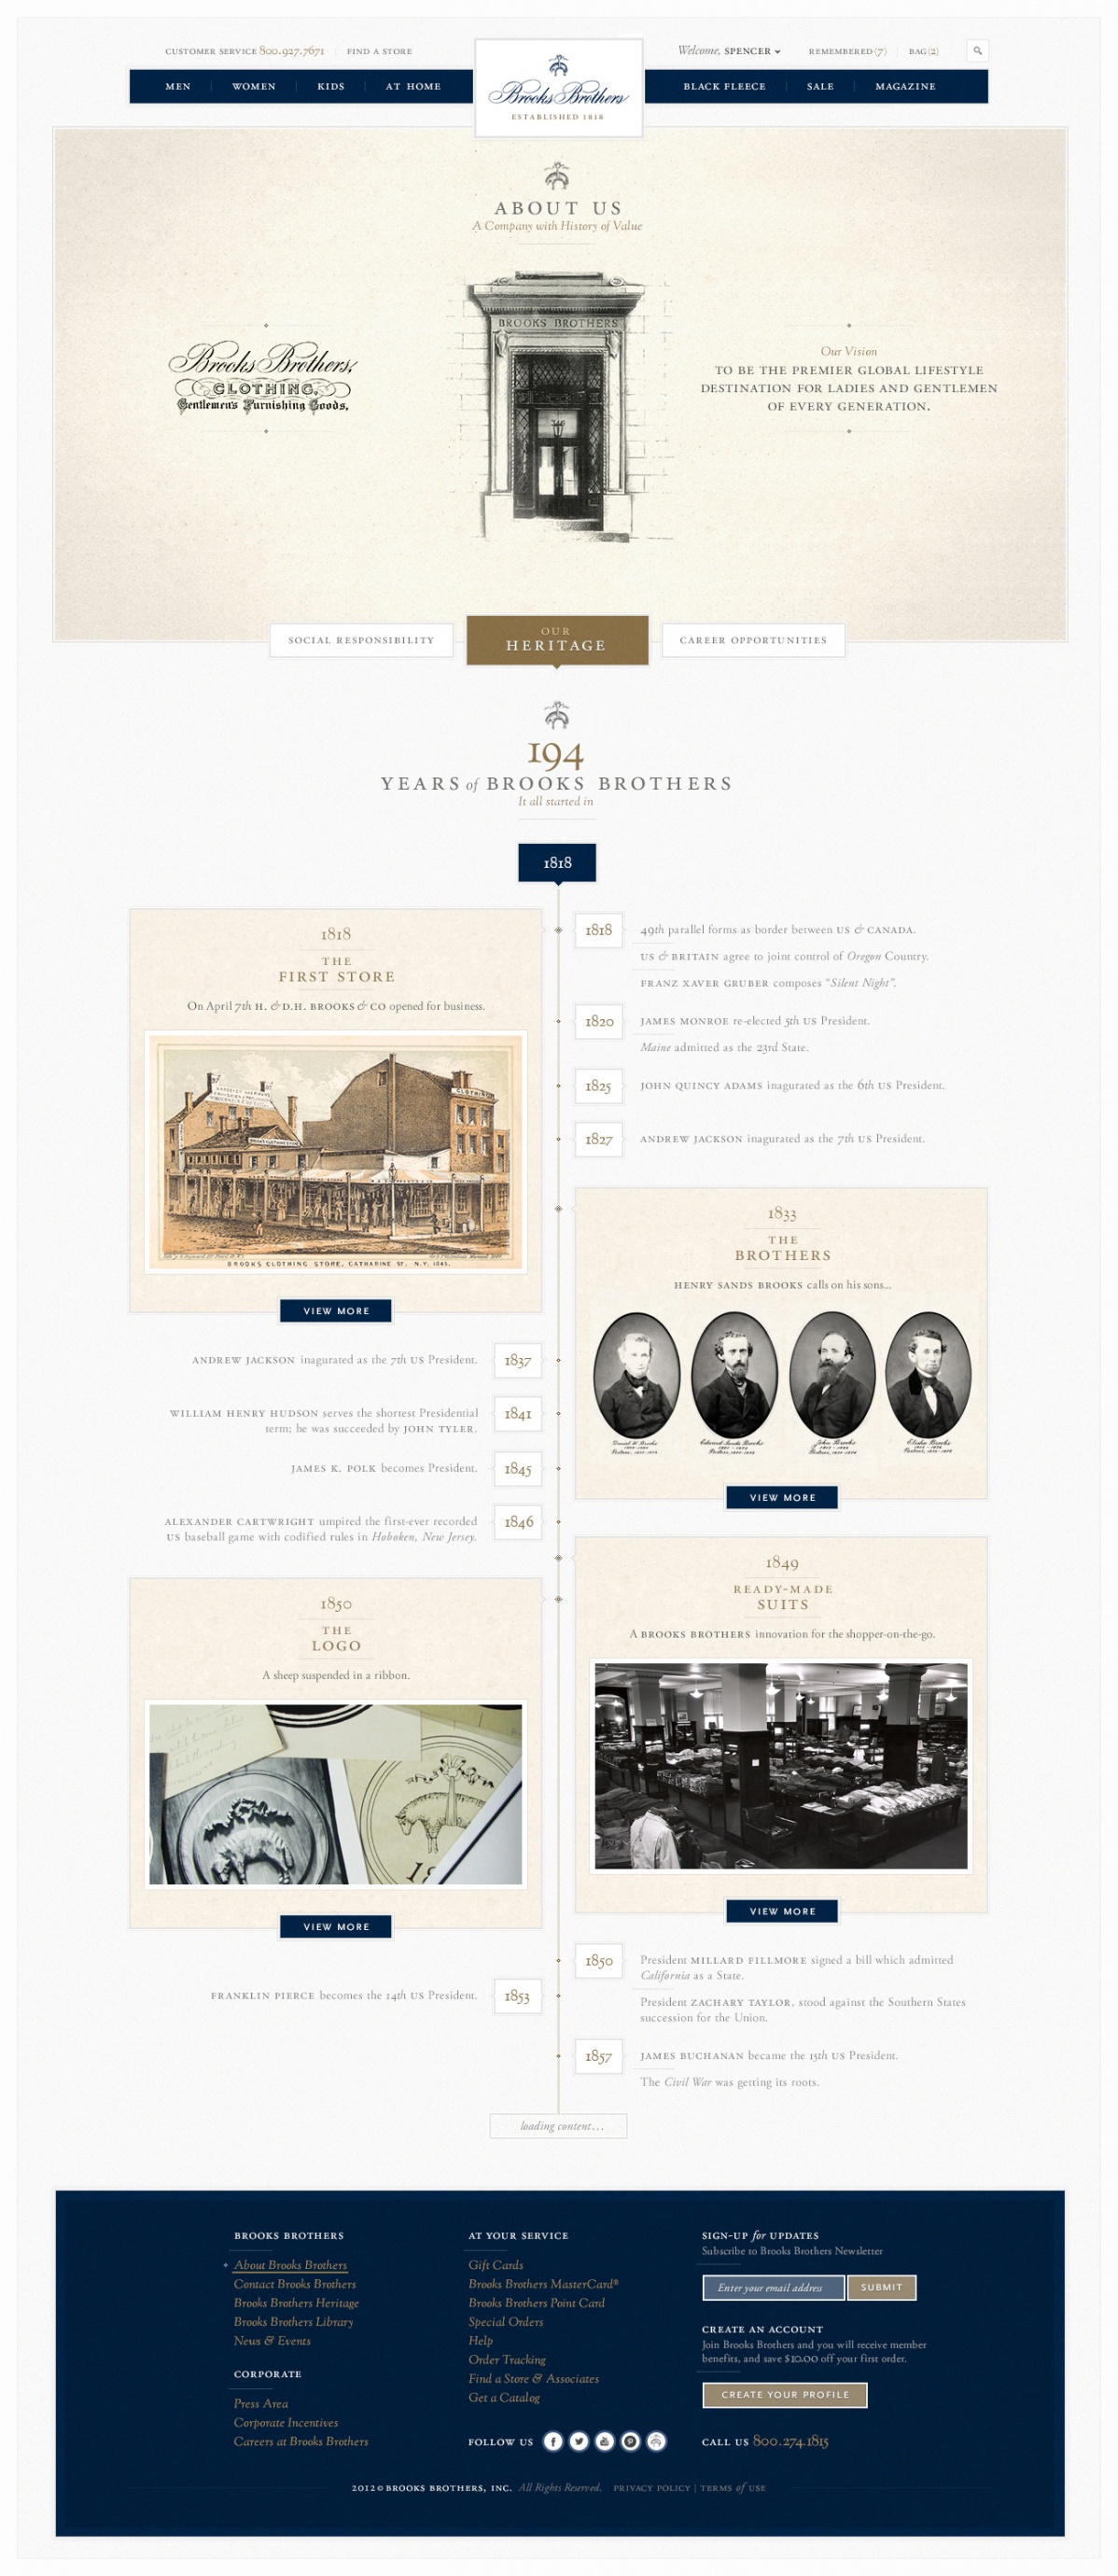 CUSTOMER SERVICE 800.927.7671 FIND A STORE
Welcome, SPENCER REMEMBERED (7) BAG (2)
MEN WOMEN KIDS AT HOME
Brooks Brothers
ESTABLISHED 1818
BLACK FLEECE SALE MAGAZINE
ABOUT US
A Company with History of Value
BROOKS BROTHERS
Brooks Brothers,
CLOTHING,
Gentlemen's Furnishing Goods,
Our Vision
TO BE THE PREMIER GLOBAL LIFESTYLE
DESTINATION FOR LADIES AND GENTLEMEN
OF EVERY GENERATION.
SOCIAL RESPONSIBILITY
OUR
HERITAGE
CAREER OPPORTUNITIES
194
YEARS of BROOKS BROTHERS
It all started in
1818
1818
THE
FIRST STORE
On April 7th H. & D.H. BROOKS & CO opened for business.
CLOTHING
BROOKS CLOTHING STORE, CATHARINE ST. N.Y. 1845.
VIEW MORE
1818
49th parallel forms as border between US & CANADA.
US & BRITAIN agree to joint control of Oregon Country.
FRANZ XAVER GRUBER composes “Silent Night”.
1820
JAMES MONROE re-elected 5th US President.
Maine admitted as the 23rd State.
1825
JOHN QUINCY ADAMS inagurated as the 6th US President.
1827
ANDREW JACKSON inagurated as the 7th US President.
1833
THE
BROTHERS
HENRY SANDS BROOKS calls on his sons...
Daniel H Brooks
Edward Sands Brooks
John Brooks
Elisha Brooks
VIEW MORE
ANDREW JACKSON inagurated as the 7th US President.
1837
WILLIAM HENRY HUDSON serves the shortest Presidential
term; he was succeeded by JOHN TYLER.
1841
JAMES K. POLK becomes President.
1845
ALEXANDER CARTWRIGHT umpired the first-ever recorded
US baseball game with codified rules in Hoboken, New Jersey.
1846
1849
READY-MADE
SUITS
A BROOKS BROTHERS innovation for the shopper-on-the-go.
VIEW MORE
1850
THE
LOGO
A sheep suspended in a ribbon.
18
VIEW MORE
1850
President MILLARD FILLMORE signed a bill which admitted
California as a State.
President ZACHARY TAYLOR, stood against the Southern States
succession for the Union.
FRANKLIN PIERCE becomes the 14th US President.
1853
1857
JAMES BUCHANAN became the 15th US President.
The Civil War was getting its roots.
loading content...
BROOKS BROTHERS
About Brooks Brothers
Contact Brooks Brothers
Brooks Brothers Heritage
Brooks Brothers Library
News & Events
CORPORATE
Press Area
Corporate Incentives
Careers at Brooks Brothers
AT YOUR SERVICE
Gift Cards
Brooks Brothers MasterCard®
Brooks Brothers Point Card
Special Orders
Help
Order Tracking
Find a Store & Associates
Get a Catalog
FOLLOW US
SIGN-UP for UPDATES
Subscribe to Brooks Brothers Newsletter
Enter your email address SUBMIT
CREATE AN ACCOUNT
Join Brooks Brothers and you will receive member
benefits, and save $10.00 off your first order.
CREATE YOUR PROFILE
CALL US 800.274.1815
2012 © BROOKS BROTHERS, INC. All Rights Reserved. PRIVACY POLICY | TERMS of USE